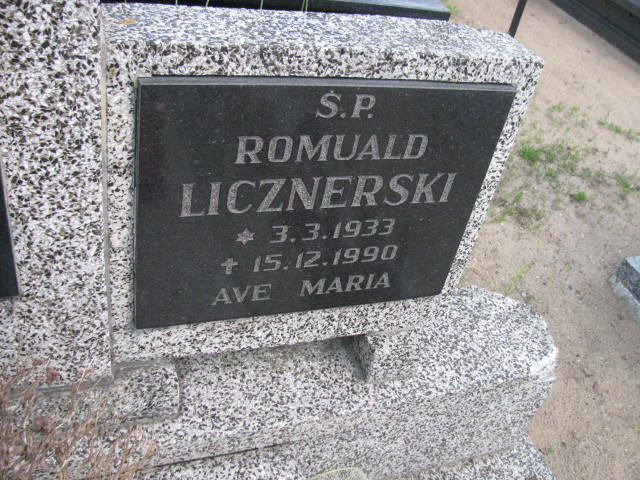 Ś.P.
ROMUALD
LICZNERSKI
* 3.3.1933
✝ 15.12.1990
AVE MARIA